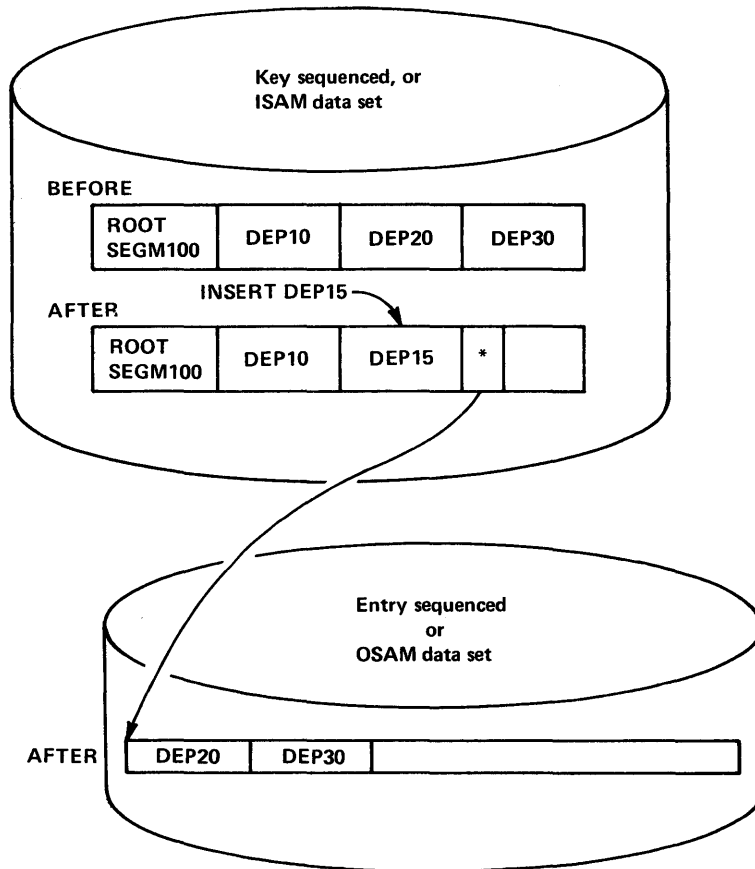 Key sequenced, or
ISAM data set
BEFORE
ROOT
SEGM100
DEP10
DEP20
DEP30
INSERT DEP15
AFTER
ROOT
SEGM100
DEP10
DEP15
*
Entry sequenced
or
OSAM data set
AFTER
DEP20
DEP30